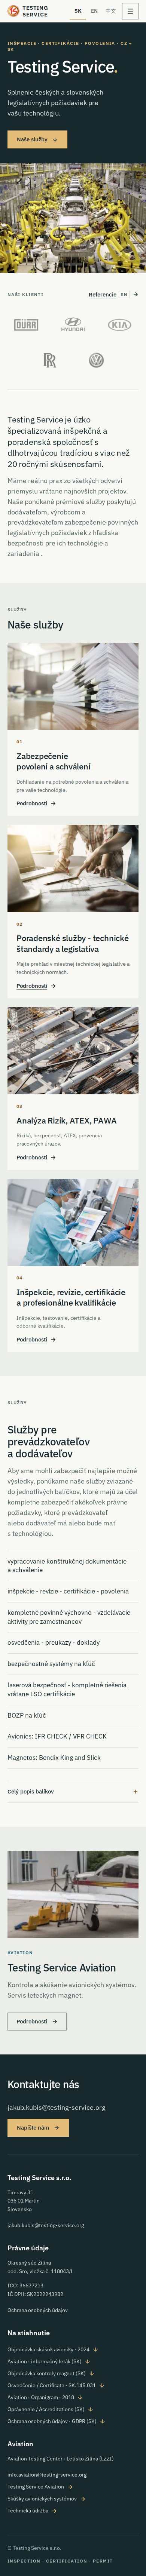 TESTING
SERVICE
SK EN 中文
INŠPEKCIE · CERTIFIKÁCIE · POVOLENIA · CZ +
SK
Testing Service.
Splnenie českých a slovenských
legislatívnych požiadaviek pre
vašu technológiu.
Naše služby ↓
NAŠI KLIENTI
Referencie EN →
DÜRR
HYUNDAI
KIA
Testing Service je úzko
špecializovaná inšpekčná a
poradenská spoločnosť s
dlhotrvajúcou tradíciou s viac než
20 ročnými skúsenosťami.
Máme reálnu prax zo všetkých odvetví
priemyslu vrátane najnovších projektov.
Naše ponúkané prémiové služby poskytujú
dodávateľom, výrobcom a
prevádzkovateľom zabezpečenie povinných
legislatívnych požiadaviek z hľadiska
bezpečnosti pre technológie a
zariadenia .
SLUŽBY
Naše služby
01
Zabezpečenie
povolení a schválení
Dohliadanie na potrebné povolenia a schválenia
pre vaše technológie.
Podrobnosti →
02
Poradenské služby - technické
štandardy a legislatíva
Majte prehľad v miestnej technickej legislatíve a
technických normách.
Podrobnosti →
03
Analýza Rizík, ATEX, PAWA
Riziká, bezpečnosť, ATEX, prevencia
pracovných úrazov.
Podrobnosti →
04
Inšpekcie, revízie, certifikácie
a profesionálne kvalifikácie
Inšpekcie, testovanie, certifikácie a
odborné kvalifikácie.
Podrobnosti →
SLUŽBY
Služby pre
prevádzkovateľov
a dodávateľov
Aby sme mohli zabezpečiť najlepšie možné
výsledky, ponúkame naše služby zviazané
do jednotlivých balíkov, ktoré majú za účel
kompletne zabezpečiť akékoľvek právne
požiadavky, ktoré prevádzkovateľ
alebo dodávateľ má alebo bude mať
s technológiou.
vypracovanie konštrukčnej dokumentácie
a schválenie
inšpekcie - revízie - certifikácie - povolenia
kompletné povinné výchovno - vzdelávacie
aktivity pre zamestnancov
osvedčenia - preukazy - doklady
bezpečnostné systémy na kľúč
laserová bezpečnosť - kompletné riešenia
vrátane LSO certifikácie
BOZP na kľúč
Avionics: IFR CHECK / VFR CHECK
Magnetos: Bendix King and Slick
Celý popis balíkov +
AVIATION
Testing Service Aviation
Kontrola a skúšanie avionických systémov.
Servis leteckých magnet.
Podrobnosti →
Kontaktujte nás
jakub.kubis@testing-service.org
Napíšte nám →
Testing Service s.r.o.
Timravy 31
036 01 Martin
Slovensko
jakub.kubis@testing-service.org
Právne údaje
Okresný súd Žilina
odd. Sro, vložka č. 118043/L
IČO: 36677213
IČ DPH: SK2022243982
Ochrana osobných údajov
Na stiahnutie
Objednávka skúšok avioniky · 2024 ↓
Aviation · informačný leták (SK) ↓
Objednávka kontroly magnet (SK) ↓
Osvedčenie / Certificate · SK.145.031 ↓
Aviation · Organigram · 2018 ↓
Oprávnenie / Accreditations (SK) ↓
Ochrana osobných údajov · GDPR (SK) ↓
Aviation
Aviation Testing Center · Letisko Žilina (LZZI)
info.aviation@testing-service.org
Testing Service Aviation →
Skúšky avionických systémov →
Technická údržba →
© Testing Service s.r.o.
INSPECTION · CERTIFICATION · PERMIT